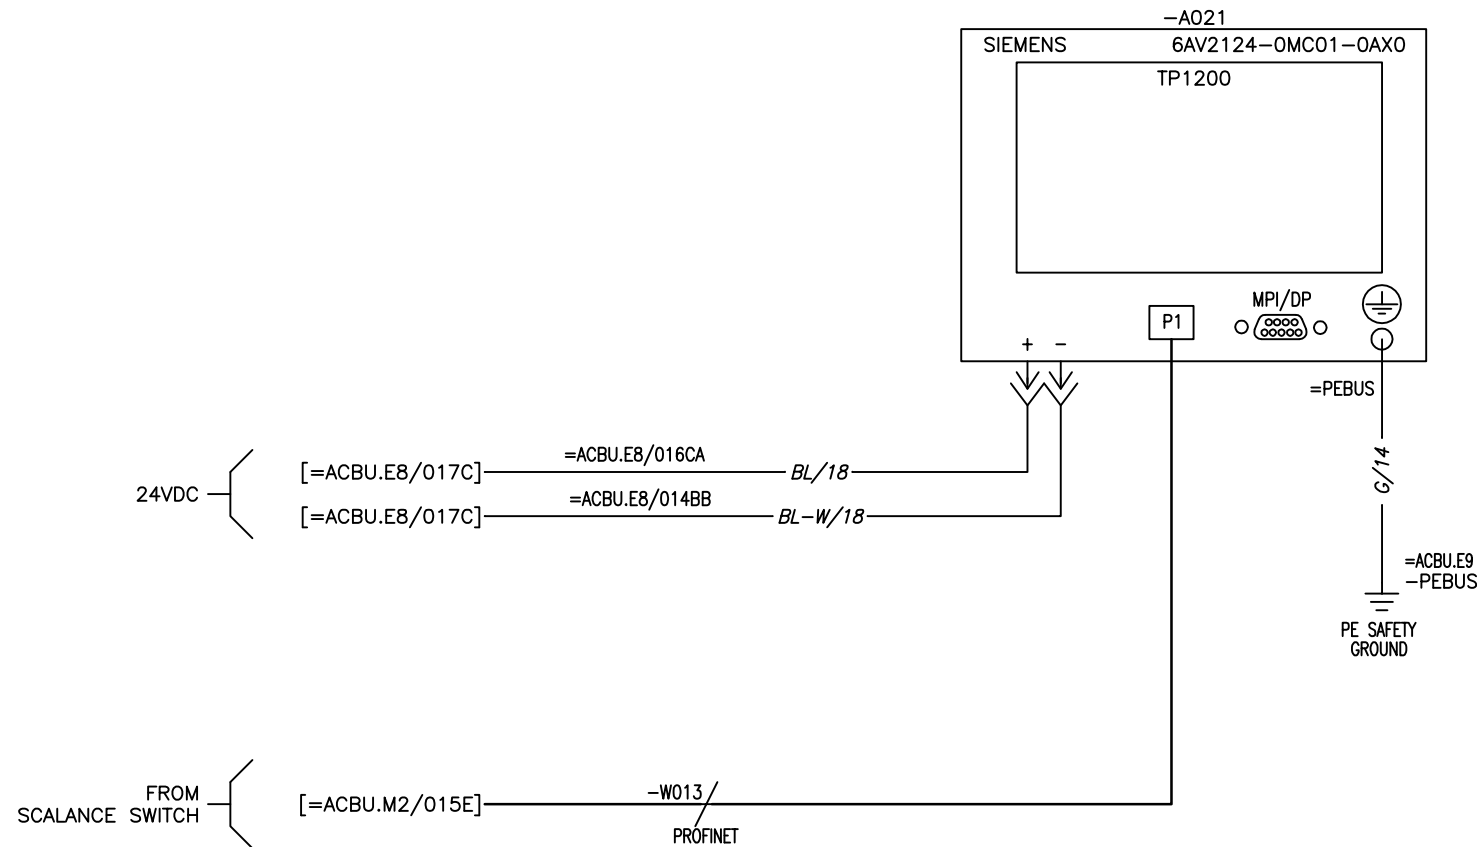 -A021
SIEMENS 6AV2124-0MC01-0AX0
TP1200
MPI/DP
P1
+ -
=PEBUS
G/14
=ACBU.E9
-PEBUS
PE SAFETY
GROUND
24VDC
[=ACBU.E8/017C] =ACBU.E8/016CA BL/18
[=ACBU.E8/017C] =ACBU.E8/014BB BL-W/18
FROM
SCALANCE SWITCH
[=ACBU.M2/015E] -W013
PROFINET